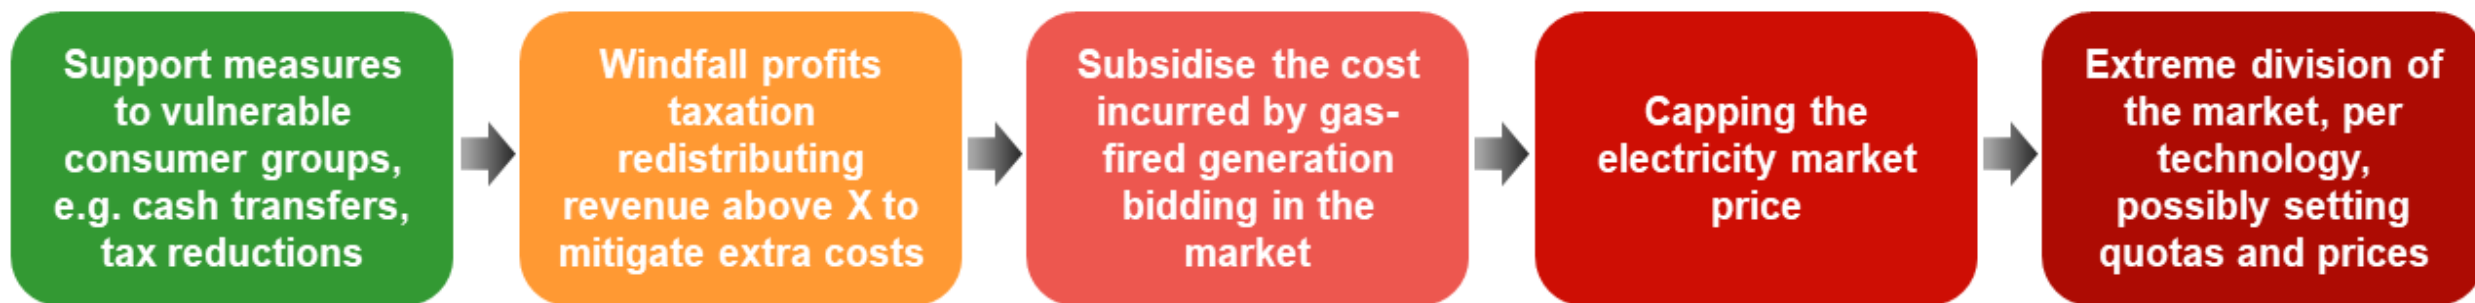 Support measures
to vulnerable
consumer groups,
e.g. cash transfers,
tax reductions
Windfall profits
taxation
redistributing
revenue above X to
mitigate extra costs
Subsidise the cost
incurred by gas-
fired generation
bidding in the
market
Capping the
electricity market
price
Extreme division of
the market, per
technology,
possibly setting
quotas and prices